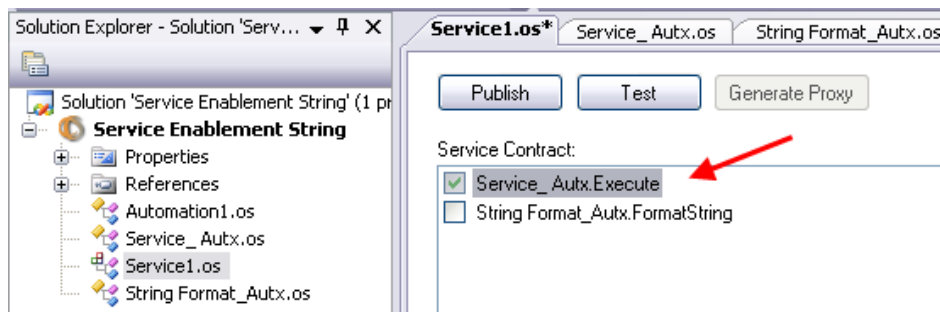 Solution Explorer - Solution 'Serv...
Solution 'Service Enablement String' (1 pr
Service Enablement String
Properties
References
Automation1.os
Service_ Autx.os
Service1.os
String Format_Autx.os
Service1.os* Service_ Autx.os String Format_Autx.os
Publish Test Generate Proxy
Service Contract:
Service_ Autx.Execute
String Format_Autx.FormatString